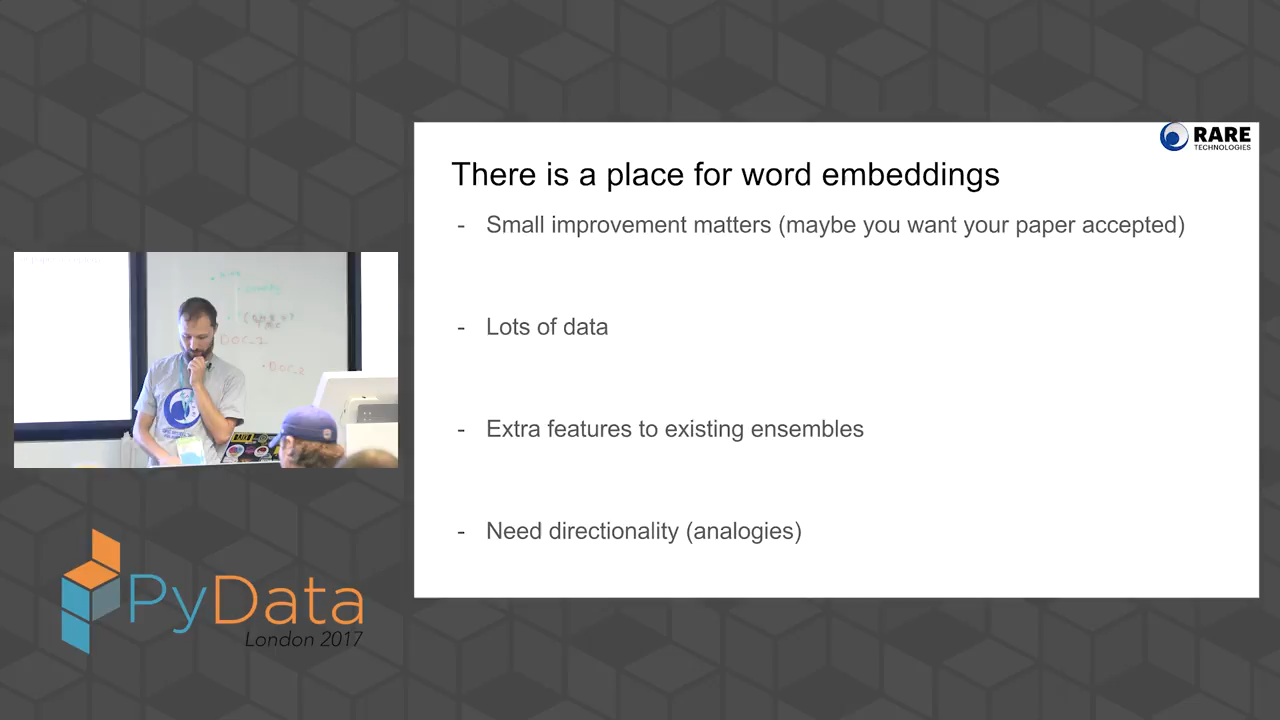 RARE
TECHNOLOGIES
There is a place for word embeddings
- Small improvement matters (maybe you want your paper accepted)
- Lots of data
- Extra features to existing ensembles
- Need directionality (analogies)
DOC_2
PyData
London 2017